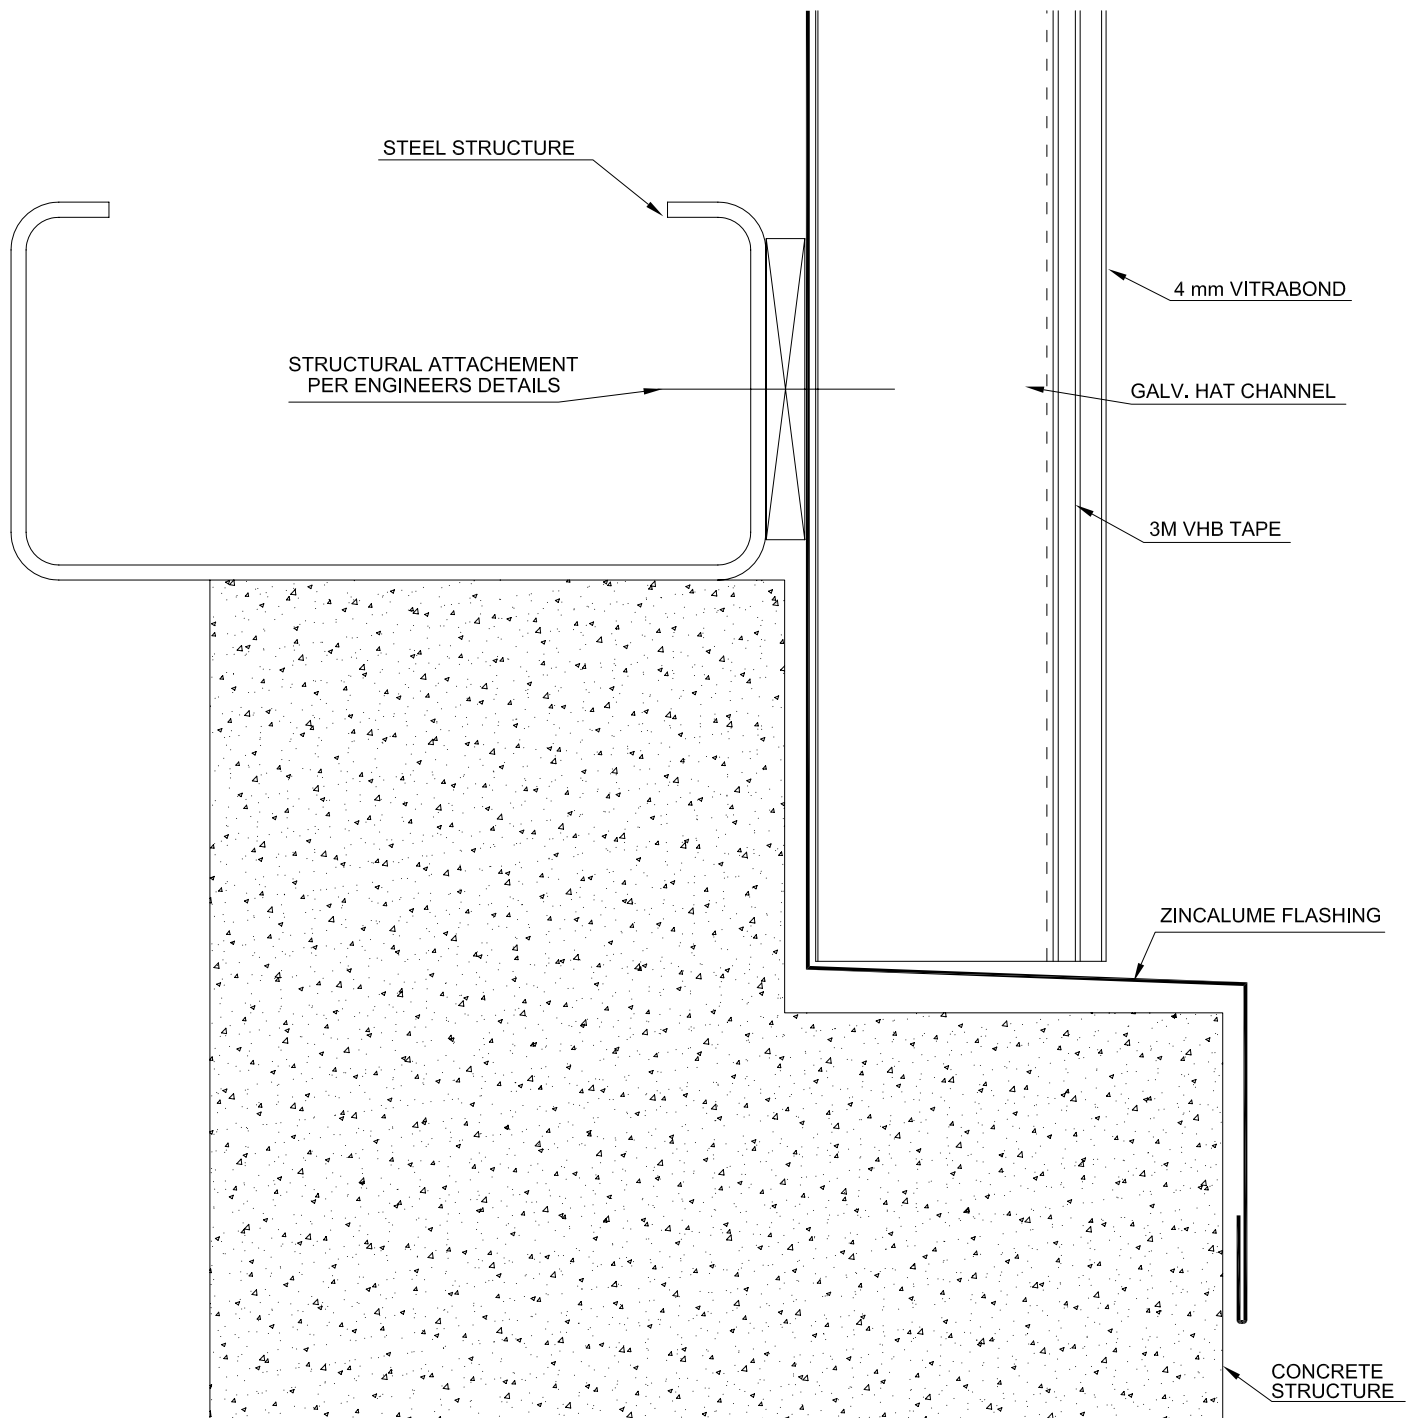 STEEL STRUCTURE
4 mm VITRABOND
STRUCTURAL ATTACHEMENT
PER ENGINEERS DETAILS
GALV. HAT CHANNEL
3M VHB TAPE
ZINCALUME FLASHING
CONCRETE
STRUCTURE